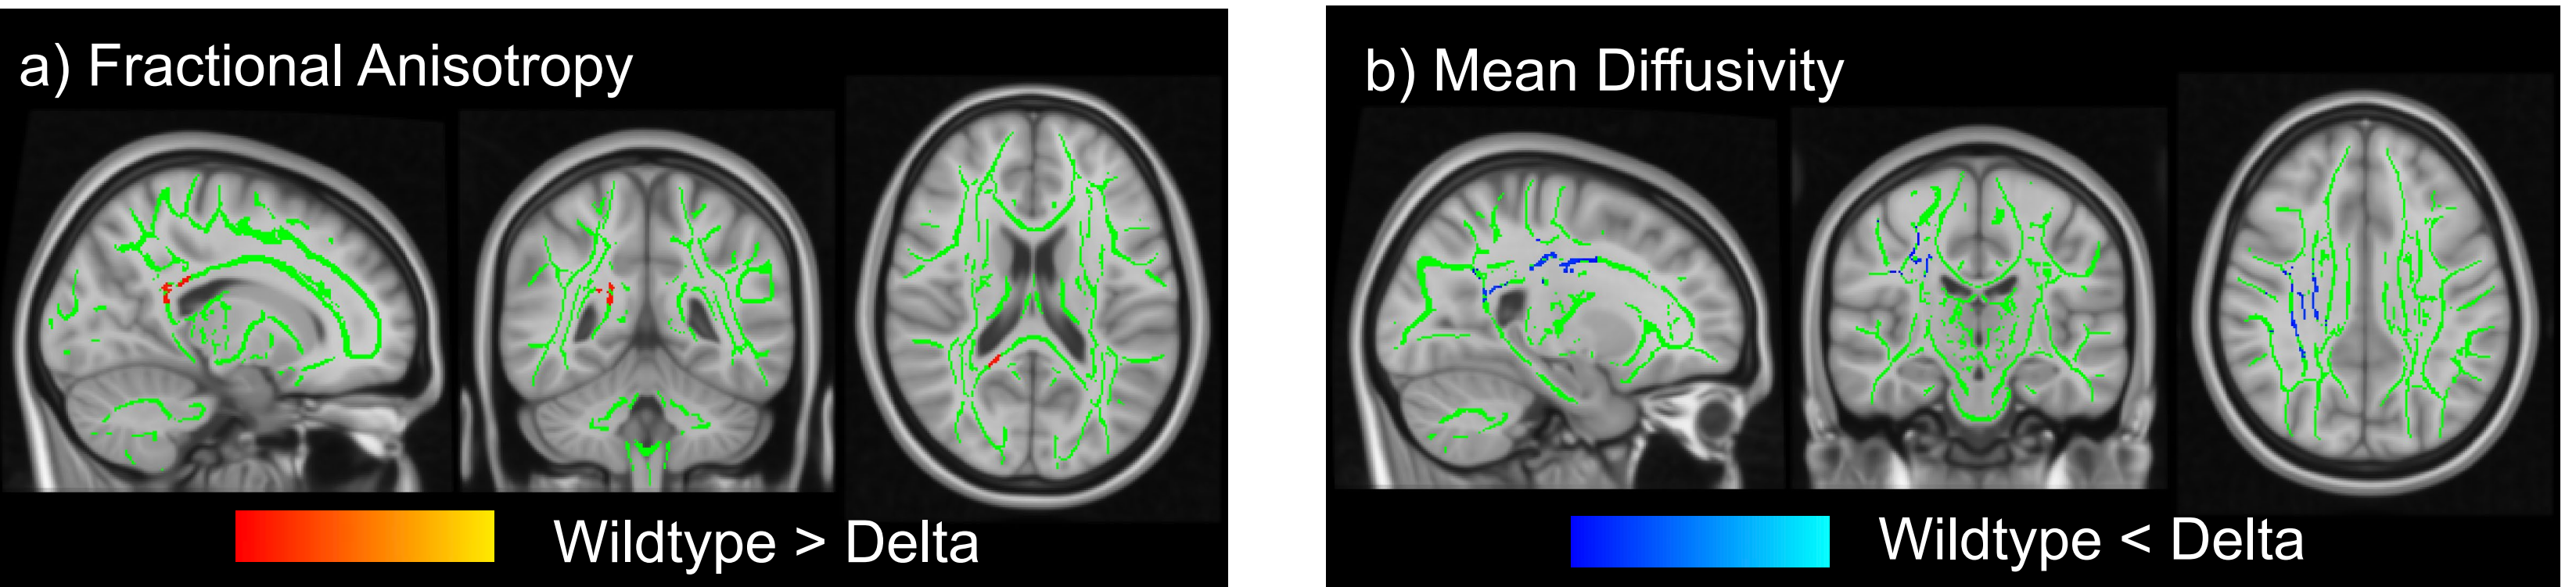 a) Fractional Anisotropy
Wildtype > Delta
b) Mean Diffusivity
Wildtype < Delta